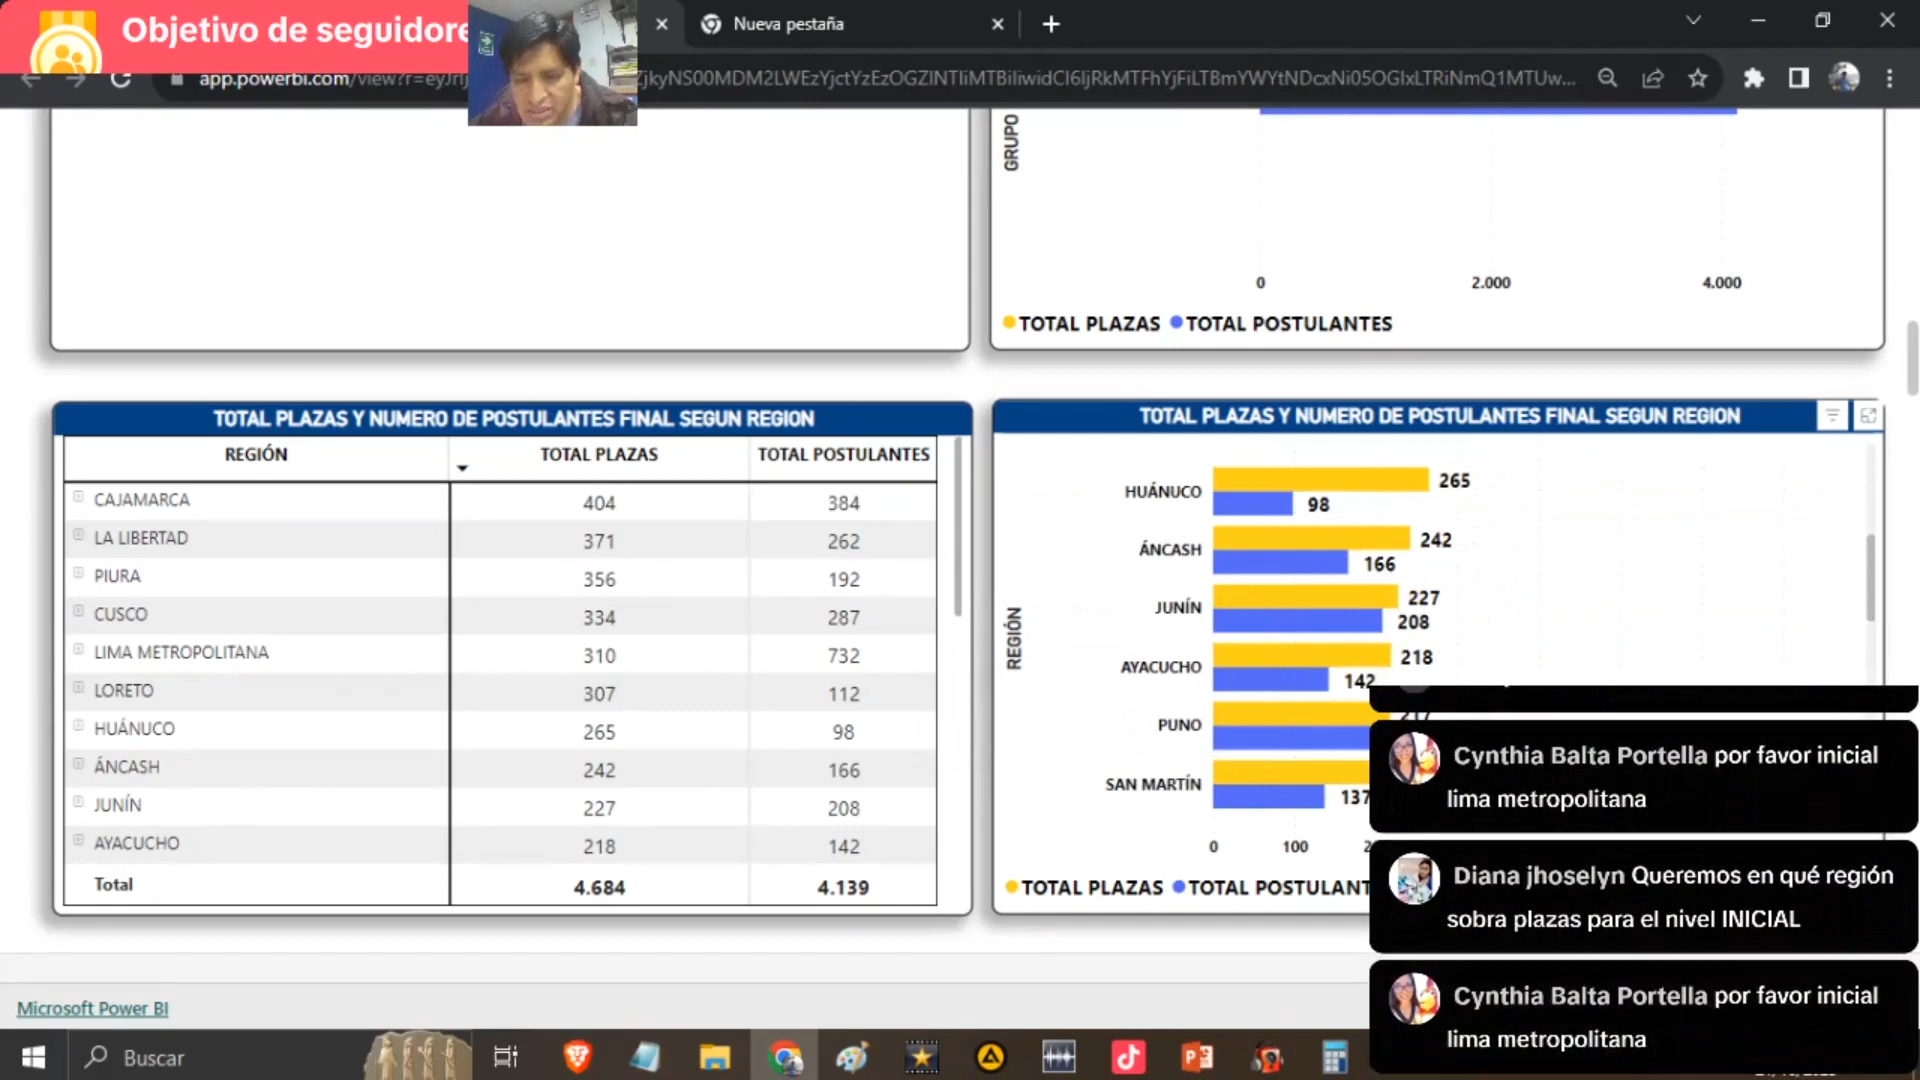 Objetivo de seguidore
Nueva pestaña
app.powerbi.com/view?r=eyJrIj
GRUPO
0 2.000 4.000
TOTAL PLAZAS TOTAL POSTULANTES
TOTAL PLAZAS Y NUMERO DE POSTULANTES FINAL SEGUN REGION
REGIÓN TOTAL PLAZAS TOTAL POSTULANTES
CAJAMARCA 404 384
LA LIBERTAD 371 262
PIURA 356 192
CUSCO 334 287
LIMA METROPOLITANA 310 732
LORETO 307 112
HUÁNUCO 265 98
ÁNCASH 242 166
JUNÍN 227 208
AYACUCHO 218 142
Total 4.684 4.139
TOTAL PLAZAS Y NUMERO DE POSTULANTES FINAL SEGUN REGION
REGIÓN
HUÁNUCO 265
98
ÁNCASH 242
166
JUNÍN 227
208
AYACUCHO 218
142
PUNO 217
SAN MARTÍN
137
0 100
TOTAL PLAZAS TOTAL POSTULANT
Cynthia Balta Portella por favor inicial
lima metropolitana
Diana jhoselyn Queremos en qué región
sobra plazas para el nivel INICIAL
Cynthia Balta Portella por favor inicial
lima metropolitana
Microsoft Power BI
Buscar